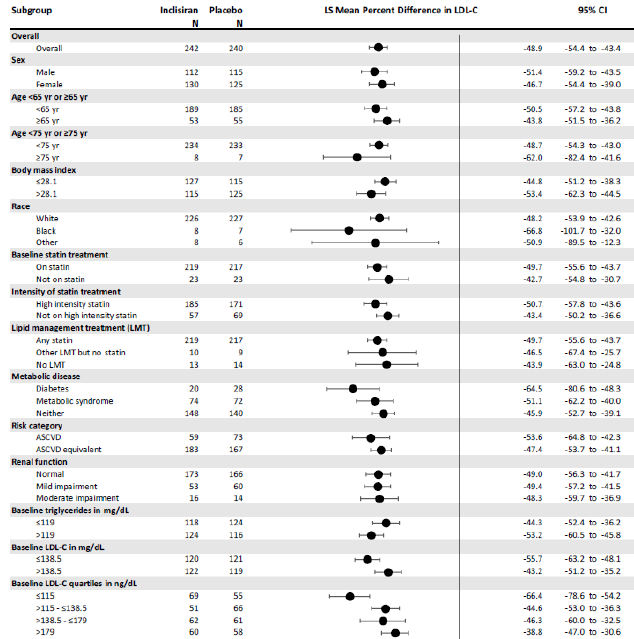 Subgroup Inclisiran Placebo LS Mean Percent Difference in LDL-C 95% CI
N N
Overall
Overall 242 240 -48.9 -54.4 to -43.4
Sex
Male 112 115 -51.4 -59.2 to -43.5
Female 130 125 -46.7 -54.4 to -39.0
Age <65 yr or ≥65 yr
<65 yr 189 185 -50.5 -57.2 to -43.8
≥65 yr 53 55 -43.8 -51.5 to -36.2
Age <75 yr or ≥75 yr
<75 yr 234 233 -48.7 -54.3 to -43.0
≥75 yr 8 7 -62.0 -82.4 to -41.6
Body mass index
≤28.1 127 115 -44.8 -51.2 to -38.3
>28.1 115 125 -53.4 -62.3 to -44.5
Race
White 226 227 -48.2 -53.9 to -42.6
Black 8 7 -66.8 -101.7 to -32.0
Other 8 6 -50.9 -89.5 to -12.3
Baseline statin treatment
On statin 219 217 -49.7 -55.6 to -43.7
Not on statin 23 23 -42.7 -54.8 to -30.7
Intensity of statin treatment
High intensity statin 185 171 -50.7 -57.8 to -43.6
Not on high intensity statin 57 69 -43.4 -50.2 to -36.6
Lipid management treatment (LMT)
Any statin 219 217 -49.7 -55.6 to -43.7
Other LMT but no statin 10 9 -46.5 -67.4 to -25.7
No LMT 13 14 -43.9 -63.0 to -24.8
Metabolic disease
Diabetes 20 28 -64.5 -80.6 to -48.3
Metabolic syndrome 74 72 -51.1 -62.2 to -40.0
Neither 148 140 -45.9 -52.7 to -39.1
Risk category
ASCVD 59 73 -53.6 -64.8 to -42.3
ASCVD equivalent 183 167 -47.4 -53.7 to -41.1
Renal function
Normal 173 166 -49.0 -56.3 to -41.7
Mild impairment 53 60 -49.4 -57.2 to -41.5
Moderate impairment 16 14 -48.3 -59.7 to -36.9
Baseline triglycerides in mg/dL
≤119 118 124 -44.3 -52.4 to -36.2
>119 124 116 -53.2 -60.5 to -45.8
Baseline LDL-C in mg/dL
≤138.5 120 121 -55.7 -63.2 to -48.1
>138.5 122 119 -43.2 -51.2 to -35.2
Baseline LDL-C quartiles in ng/dL
≤115 69 55 -66.4 -78.6 to -54.2
>115 - ≤138.5 51 66 -44.6 -53.0 to -36.3
>138.5 - ≤179 62 61 -46.3 -60.0 to -32.5
>179 60 58 -38.8 -47.0 to -30.6